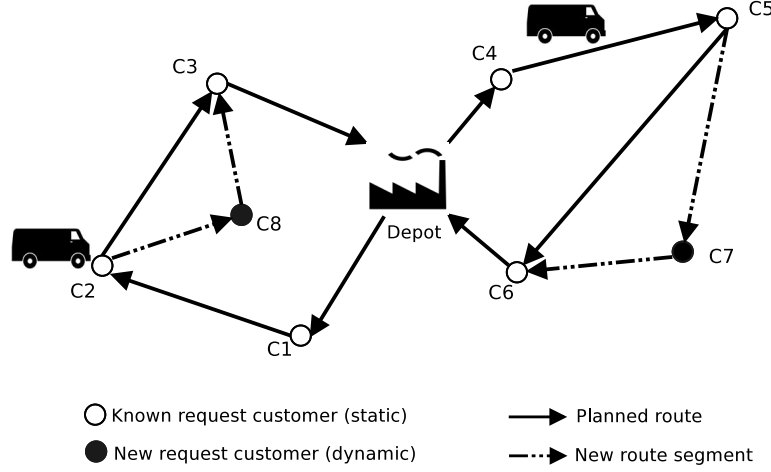 C5
C4
C3
C8
Depot
C7
C2
C6
C1
Known request customer (static)
Planned route
New request customer (dynamic)
New route segment